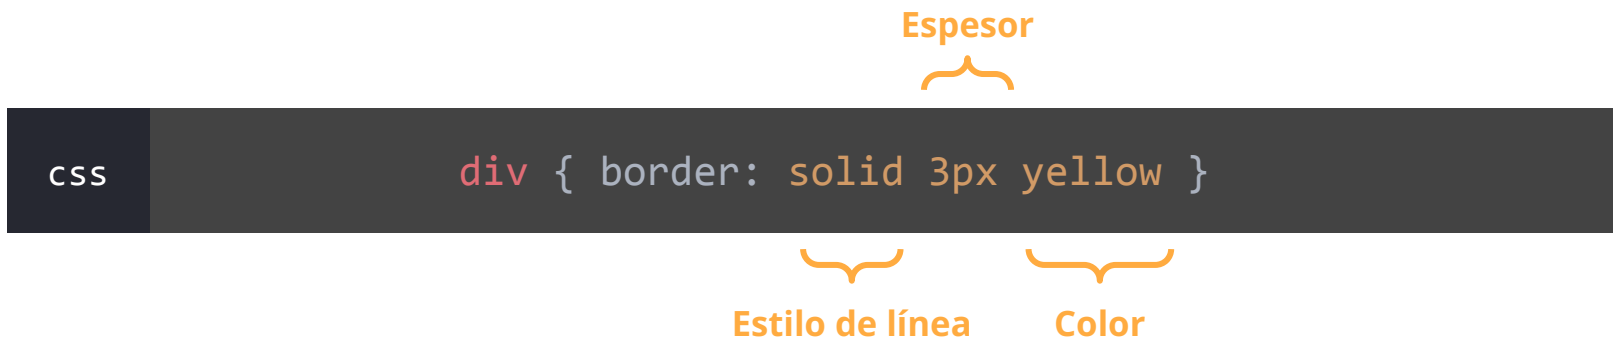 Espesor
css
div { border: solid 3px yellow }
Estilo de línea
Color